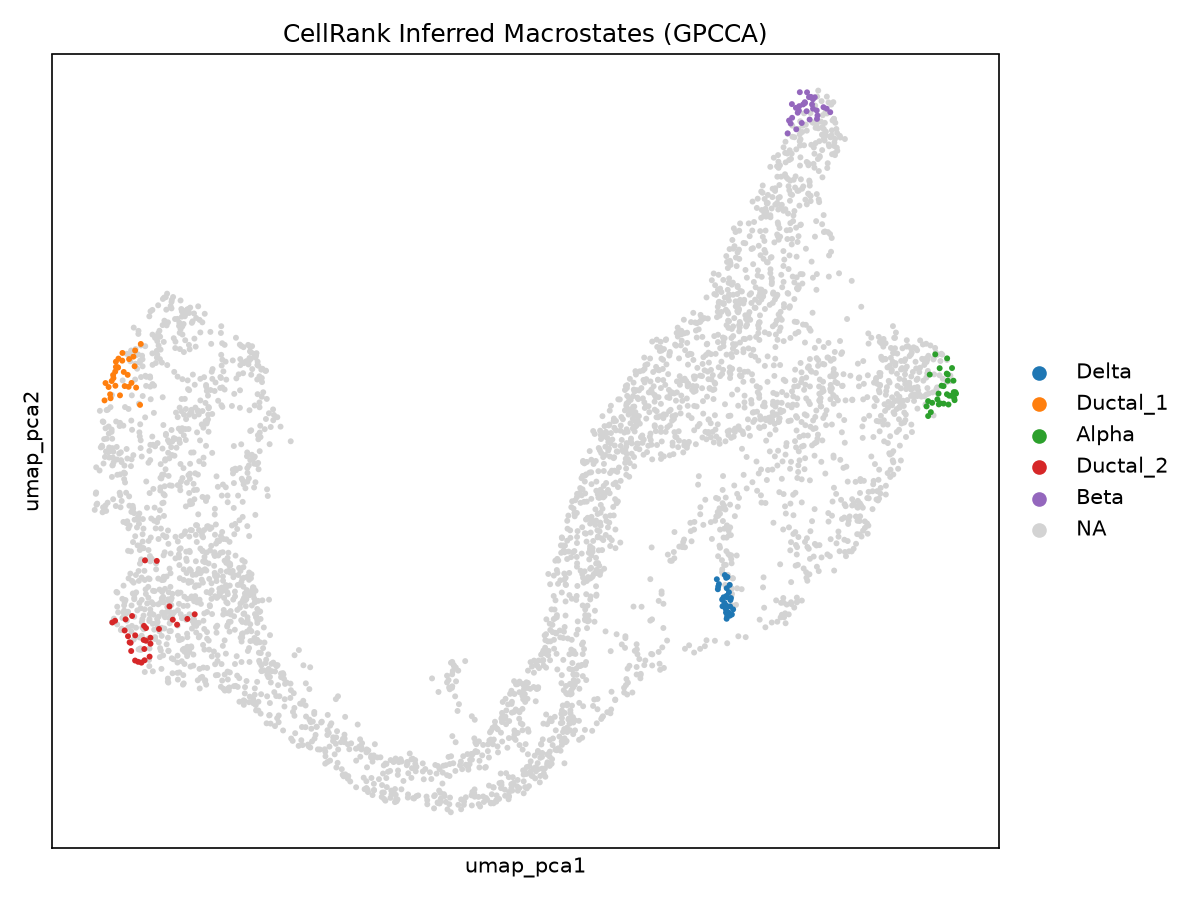 CellRank Inferred Macrostates (GPCCA)
umap_pca2
Delta
Ductal_1
Alpha
Ductal_2
Beta
NA
umap_pca1